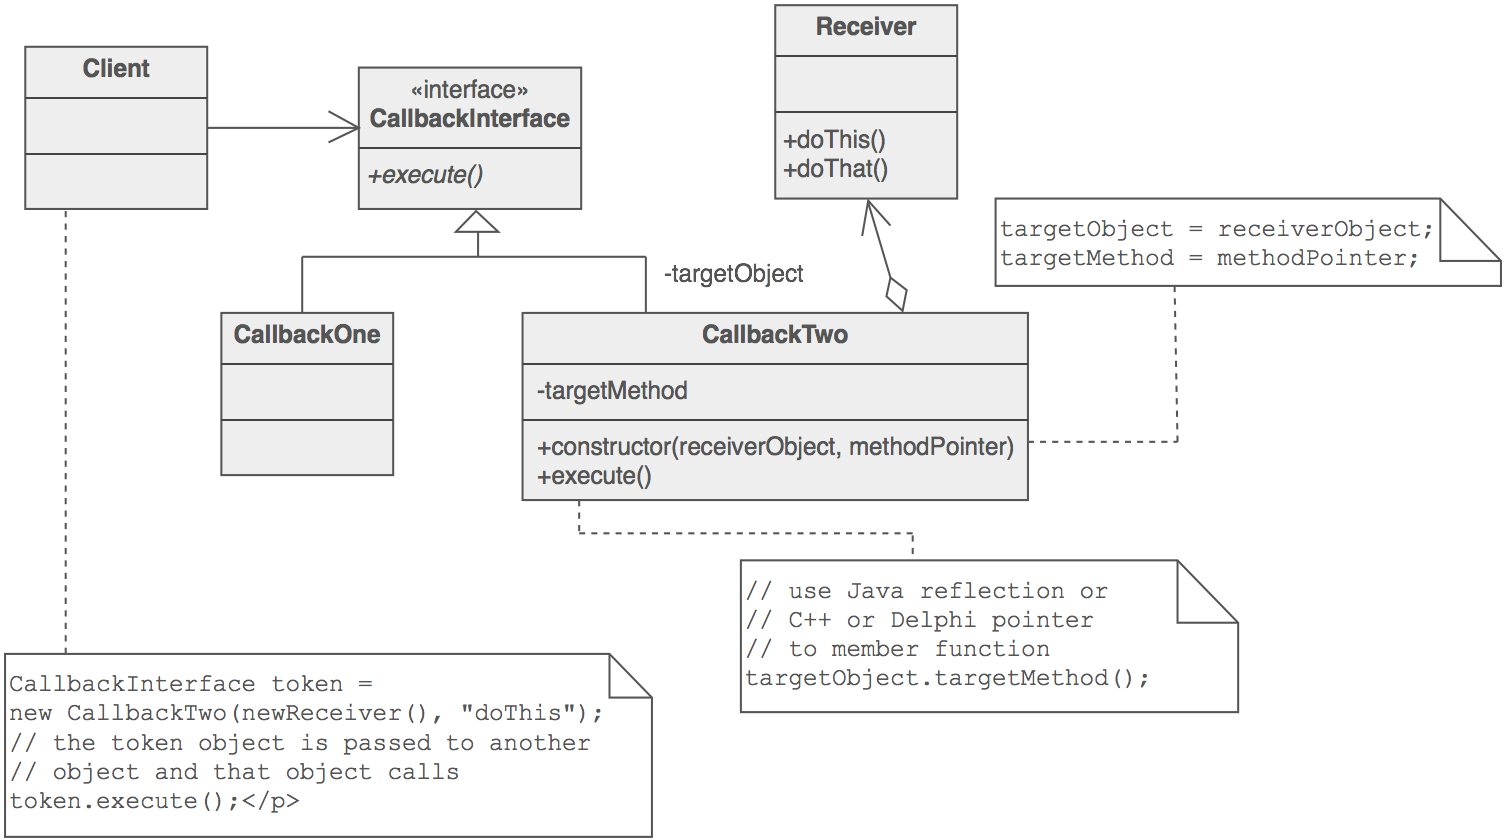 Receiver
+doThis()
+doThat()
Client
«interface»
CallbackInterface
+execute()
targetObject = receiverObject;
targetMethod = methodPointer;
-targetObject
CallbackOne
CallbackTwo
-targetMethod
+constructor(receiverObject, methodPointer)
+execute()
// use Java reflection or
// C++ or Delphi pointer
// to member function
targetObject.targetMethod();
CallbackInterface token =
new CallbackTwo(newReceiver(), "doThis");
// the token object is passed to another
// object and that object calls
token.execute();</p>